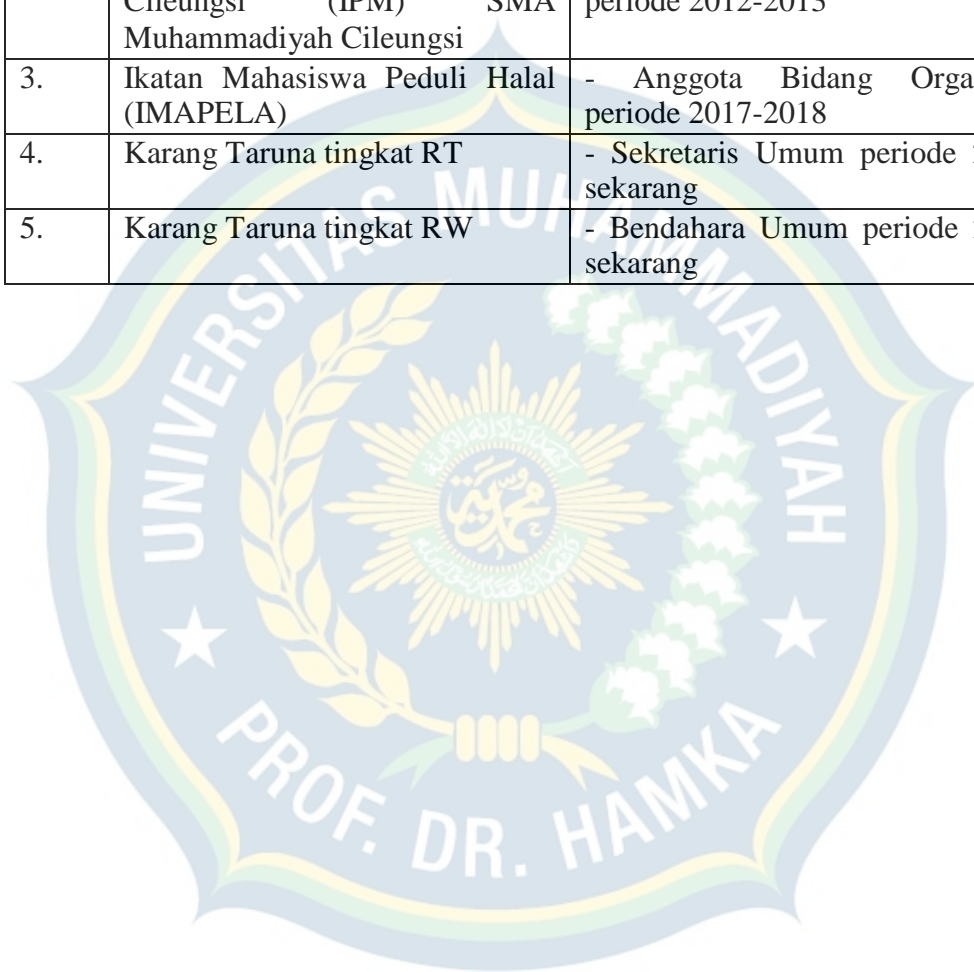 Cileungsi (IPM) SMA
Muhammadiyah Cileungsi
periode 2012-2013
3. Ikatan Mahasiswa Peduli Halal
(IMAPELA)
- Anggota Bidang
periode 2017-2018
4. Karang Taruna tingkat RT
- Sekretaris Umum periode
sekarang
5. Karang Taruna tingkat RW
- Bendahara Umum periode
sekarang
UNIVERSITAS MUHAMMADIYAH
PROF. DR. HAMKA